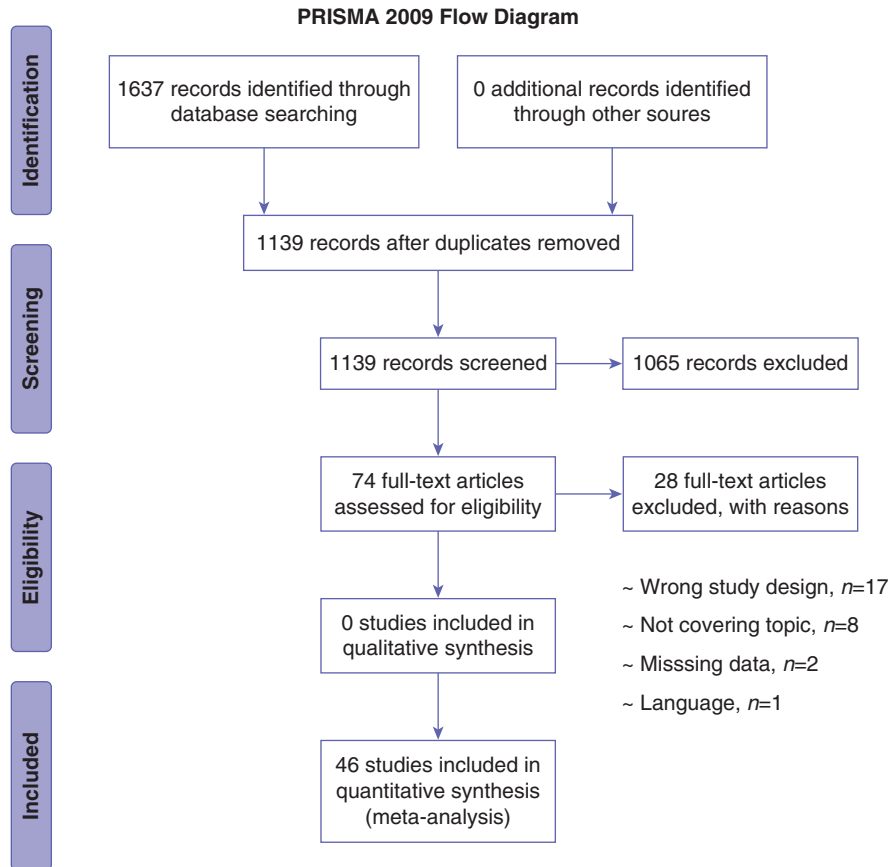 PRISMA 2009 Flow Diagram
Identification
1637 records identified through
database searching
0 additional records identified
through other soures
1139 records after duplicates removed
Screening
1139 records screened
1065 records excluded
Eligibility
74 full-text articles
assessed for eligibility
28 full-text articles
excluded, with reasons
~ Wrong study design, n=17
~ Not covering topic, n=8
~ Misssing data, n=2
~ Language, n=1
0 studies included in
qualitative synthesis
Included
46 studies included in
quantitative synthesis
(meta-analysis)